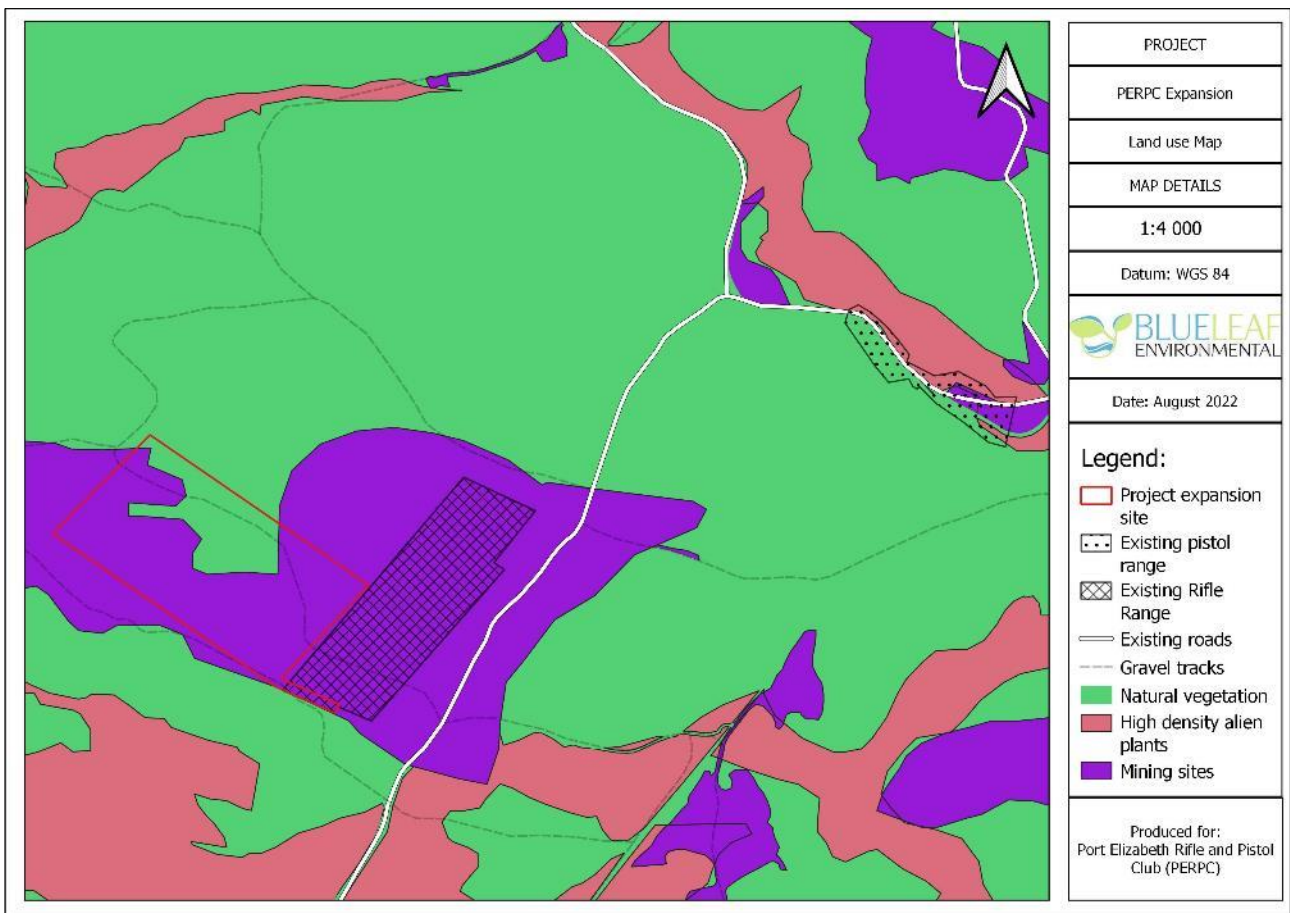 PROJECT
PERPC Expansion
Land use Map
MAP DETAILS
1:4 000
Datum: WGS 84
BLUELEAF
ENVIRONMENTAL
Date: August 2022
Legend:
Project expansion
site
Existing pistol
range
Existing Rifle
Range
Existing roads
Gravel tracks
Natural vegetation
High density alien
plants
Mining sites
Produced for:
Port Elizabeth Rifle and Pistol
Club (PERPC)